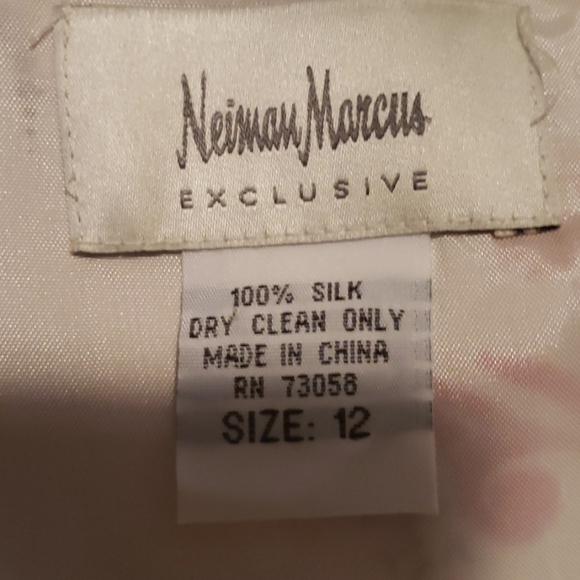 Neiman Marcus
EXCLUSIVE
100% SILK
DRY CLEAN ONLY
MADE IN CHINA
RN 73058
SIZE: 12